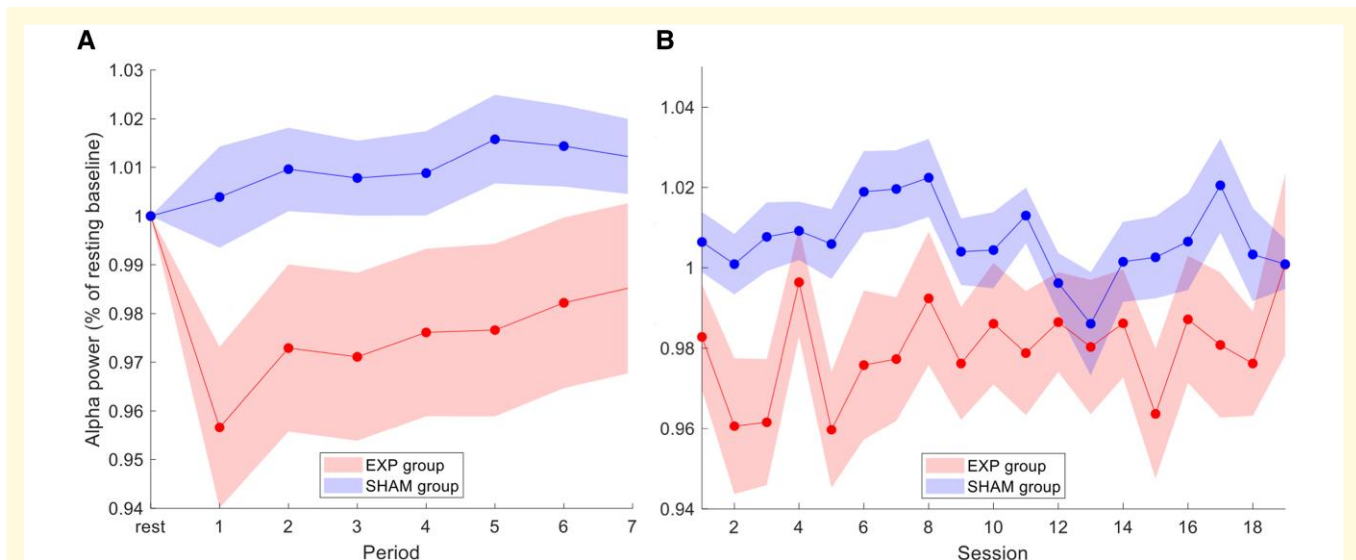 A
B
Alpha power (% of resting baseline)
1.03
1.02
1.01
1
0.99
0.98
0.97
0.96
0.95
0.94
rest 1 2 3 4 5 6 7
Period
EXP group
SHAM group
1.04
1.02
1
0.98
0.96
0.94
2 4 6 8 10 12 14 16 18
Session
EXP group
SHAM group